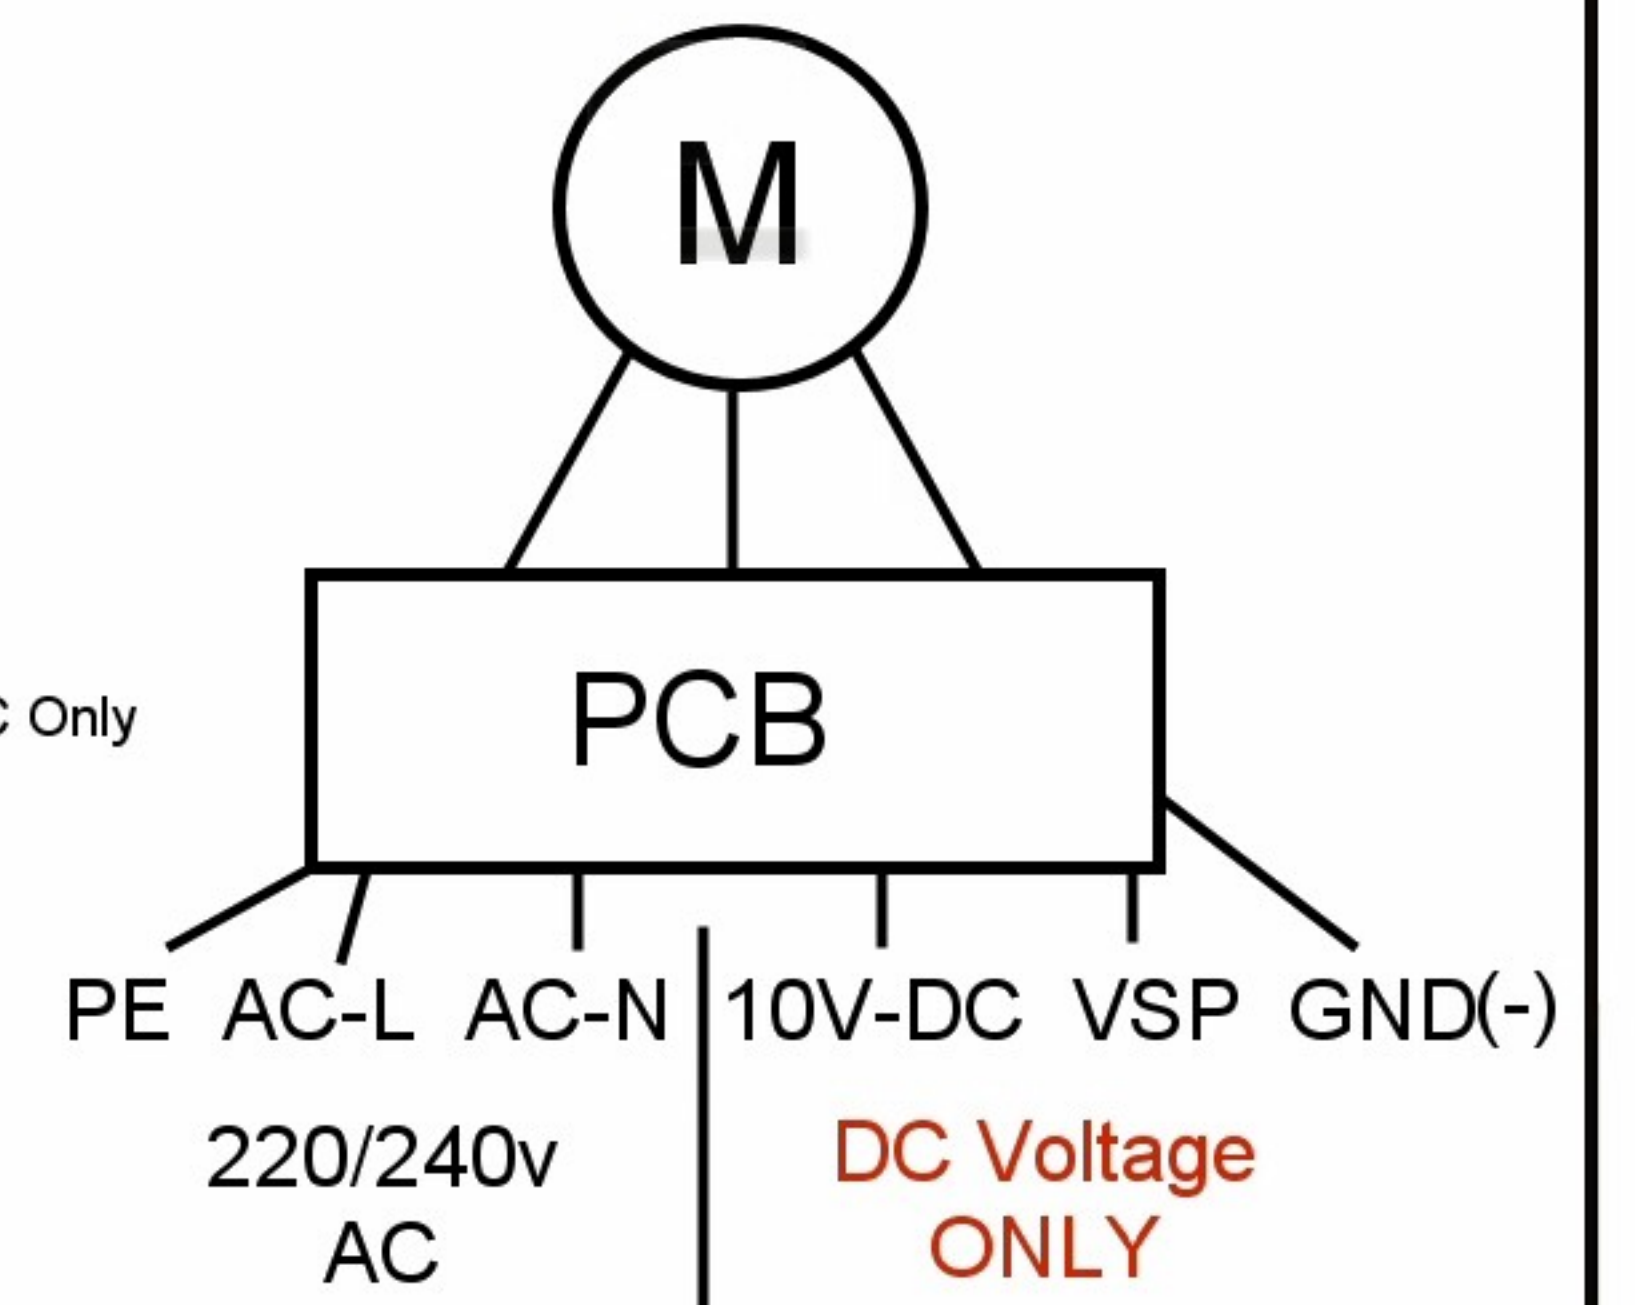 M
PCB
Only
PE AC-L AC-N 10V-DC VSP GND(-)
220/240v
AC
DC Voltage
ONLY